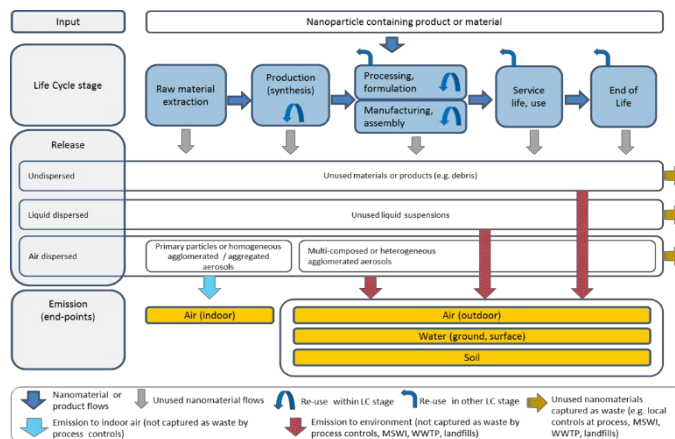 Input
Nanoparticle containing product or material
Life Cycle stage
Raw material
extraction
Production
(synthesis)
Processing,
formulation
Manufacturing,
assembly
Service
life, use
End of
Life
Release
Undispersed
Unused materials or products (e.g. debris)
Liquid dispersed
Unused liquid suspensions
Air dispersed
Primary particles or homogeneous
agglomerated / aggregated
aerosols
Multi-composed or heterogeneous
agglomerated aerosols
Emission
(end-points)
Air (indoor)
Air (outdoor)
Water (ground, surface)
Soil
Nanomaterial or
product flows
Unused nanomaterial flows
Re-use within LC stage
Re-use in other LC stage
Unused nanomaterials
captured as waste (e.g. local
controls at process, MSWI,
WWTP, landfills)
Emission to indoor air (not captured as waste by
process controls)
Emission to environment (not captured as waste by
process controls, MSWI, WWTP, landfills)